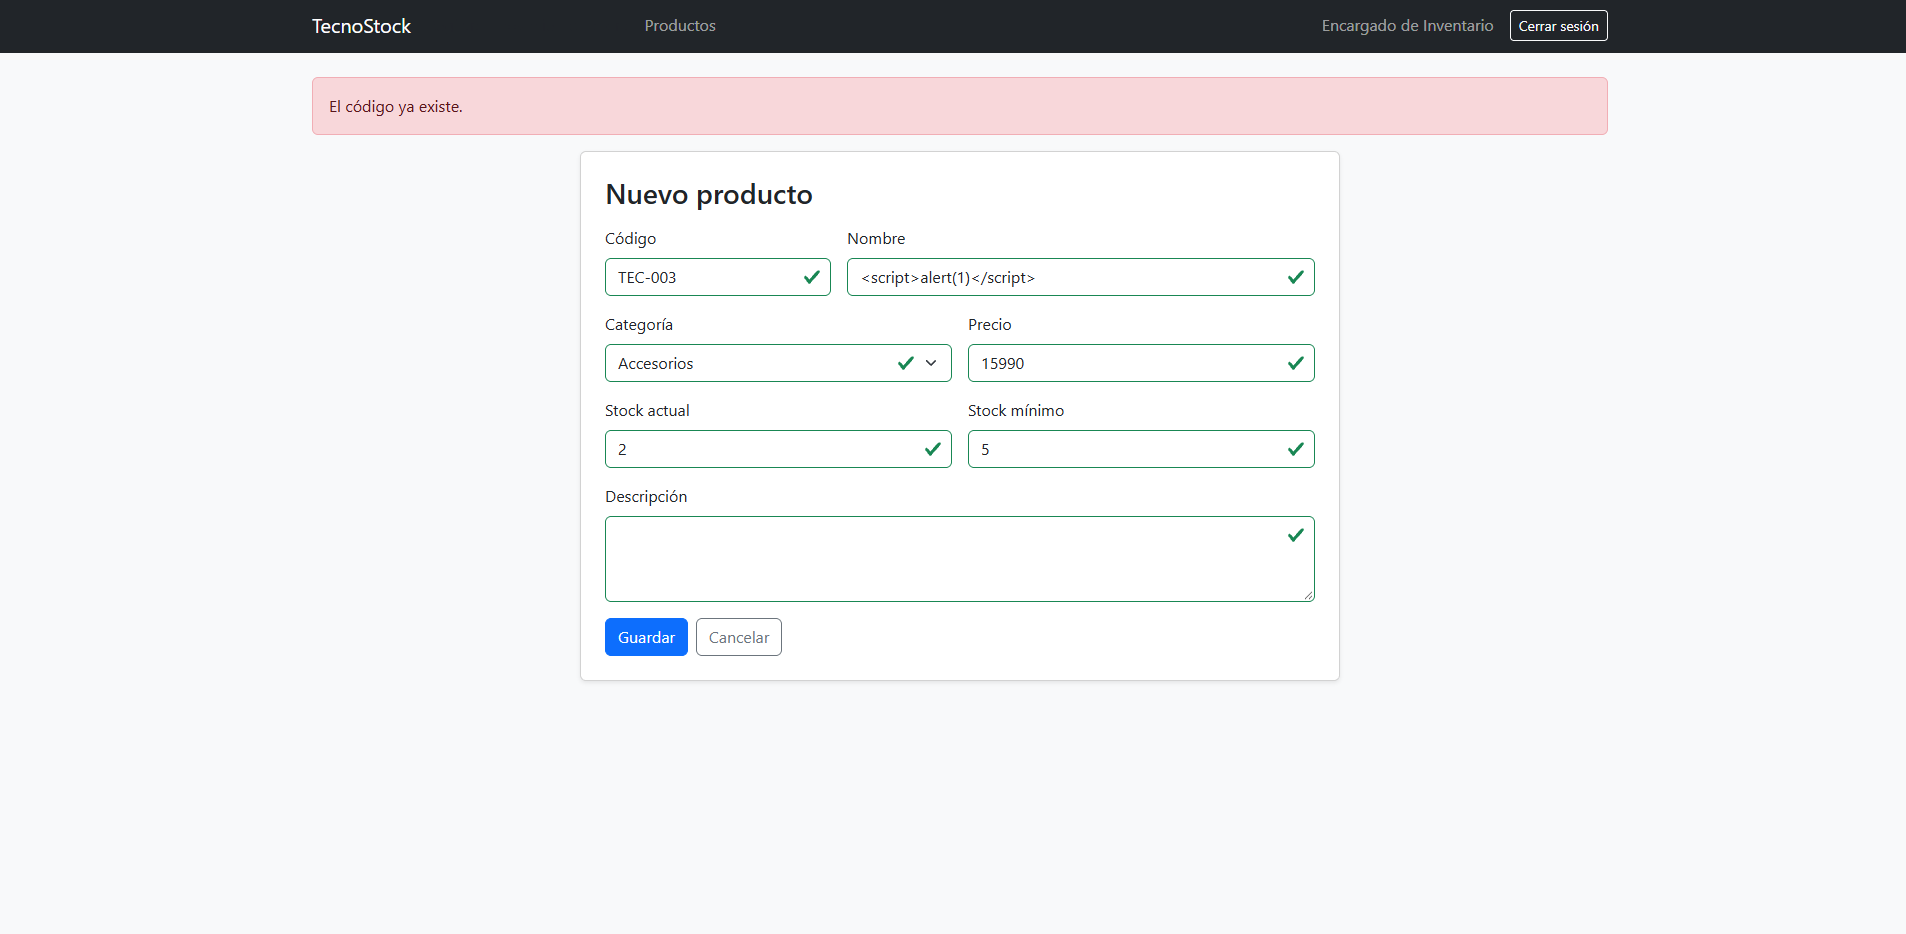 TecnoStock Productos Encargado de Inventario Cerrar sesión
El código ya existe.
Nuevo producto
Código Nombre
TEC-003 <script>alert(1)</script>
Categoría Precio
Accesorios 15990
Stock actual Stock mínimo
2 5
Descripción
Guardar Cancelar